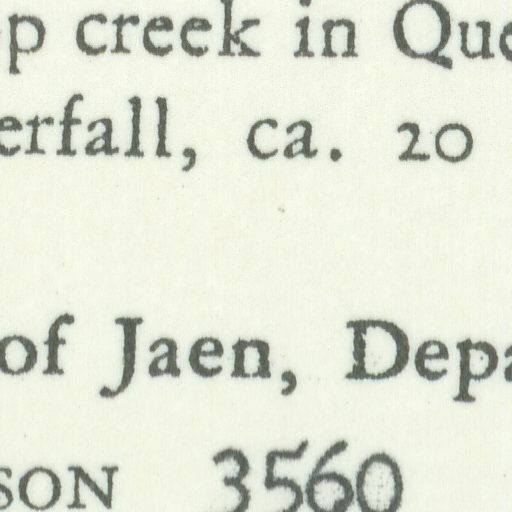 p creek in Que
erfall, ca. 20
of Jaen, Depa
SON 3560